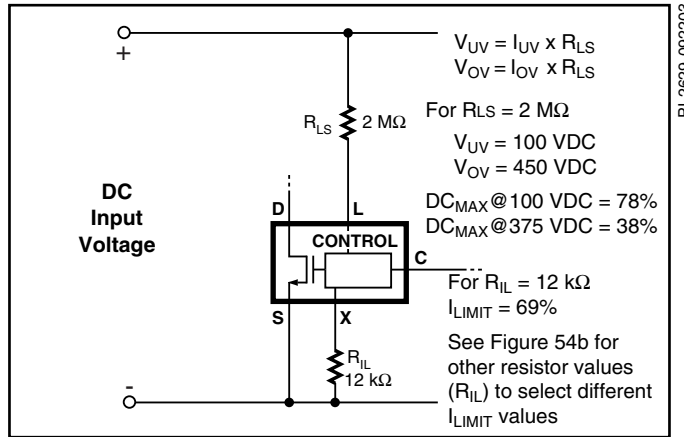 +
V_UV = I_UV x R_LS
V_OV = I_OV x R_LS
R_LS 2 MΩ
For R_LS = 2 MΩ
V_UV = 100 VDC
V_OV = 450 VDC
DC_MAX@100 VDC = 78%
DC_MAX@375 VDC = 38%
DC
Input
Voltage
D
L
CONTROL
C
S
X
For R_IL = 12 kΩ
I_LIMIT = 69%
R_IL
12 kΩ
See Figure 54b for
other resistor values
(R_IL) to select different
I_LIMIT values
-